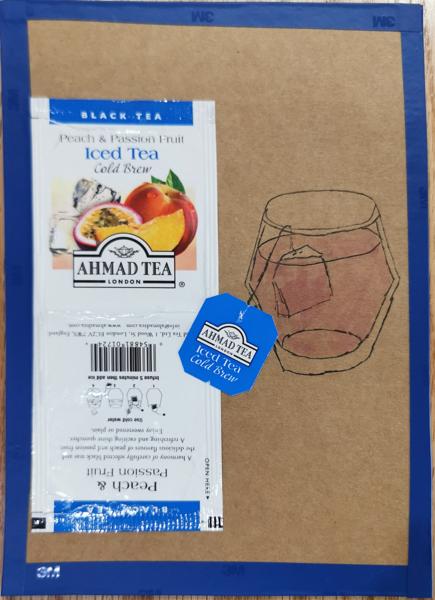 3M
3M
BLACK TEA
Peach & Passion Fruit
Iced Tea
Cold Brew
AHMAD TEA
LONDON
®
AHMAD TEA
LONDON
Iced Tea
Cold Brew
Infuse 5 minutes then add ice
Use cold water
Enjoy sweetened or plain.
A refreshing and exciting thirst quencher
the delicious flavours of peach and passion fruit
A harmony of carefully selected black tea and
OPEN HERE
Peach &
Passion Fruit
3M